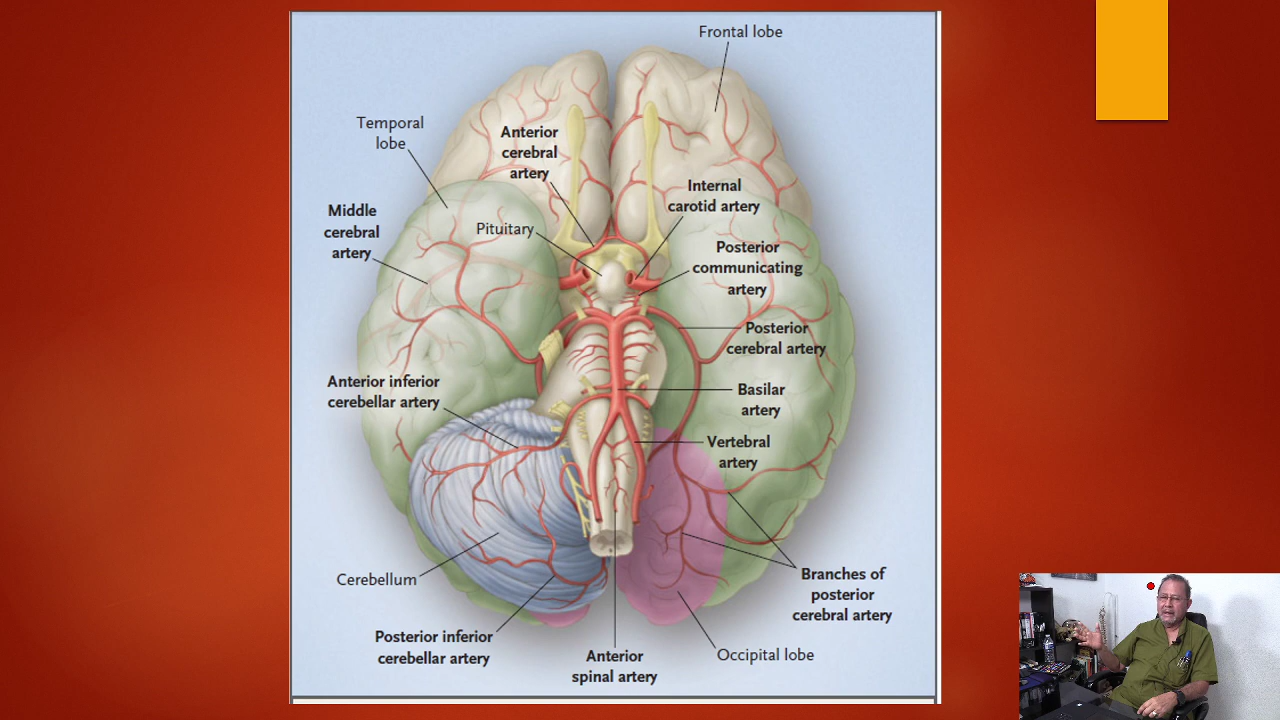 Frontal lobe
Temporal
lobe
Anterior
cerebral
artery
Internal
carotid artery
Middle
cerebral
artery
Pituitary
Posterior
communicating
artery
Posterior
cerebral artery
Anterior inferior
cerebellar artery
Basilar
artery
Vertebral
artery
Cerebellum
Branches of
posterior
cerebral artery
Posterior inferior
cerebellar artery
Anterior
spinal artery
Occipital lobe